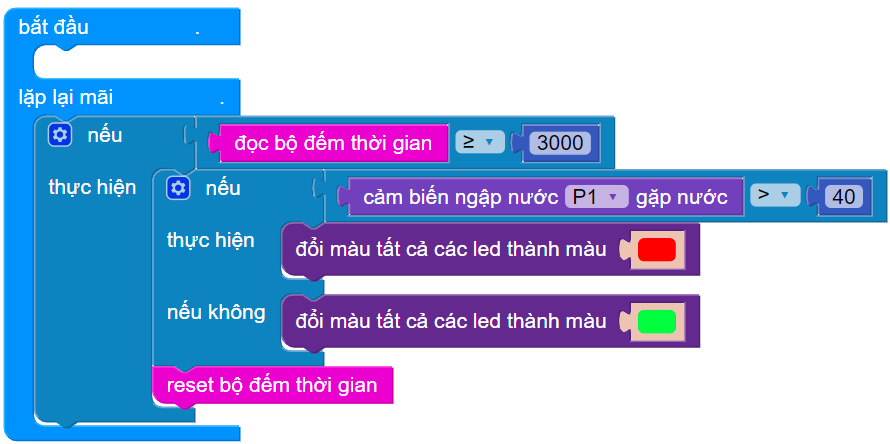 bắt đầu .
lặp lại mãi .
nếu đọc bộ đếm thời gian ≥ 3000
thực hiện nếu cảm biến ngập nước P1 gặp nước > 40
thực hiện đổi màu tất cả các led thành màu
nếu không đổi màu tất cả các led thành màu
reset bộ đếm thời gian